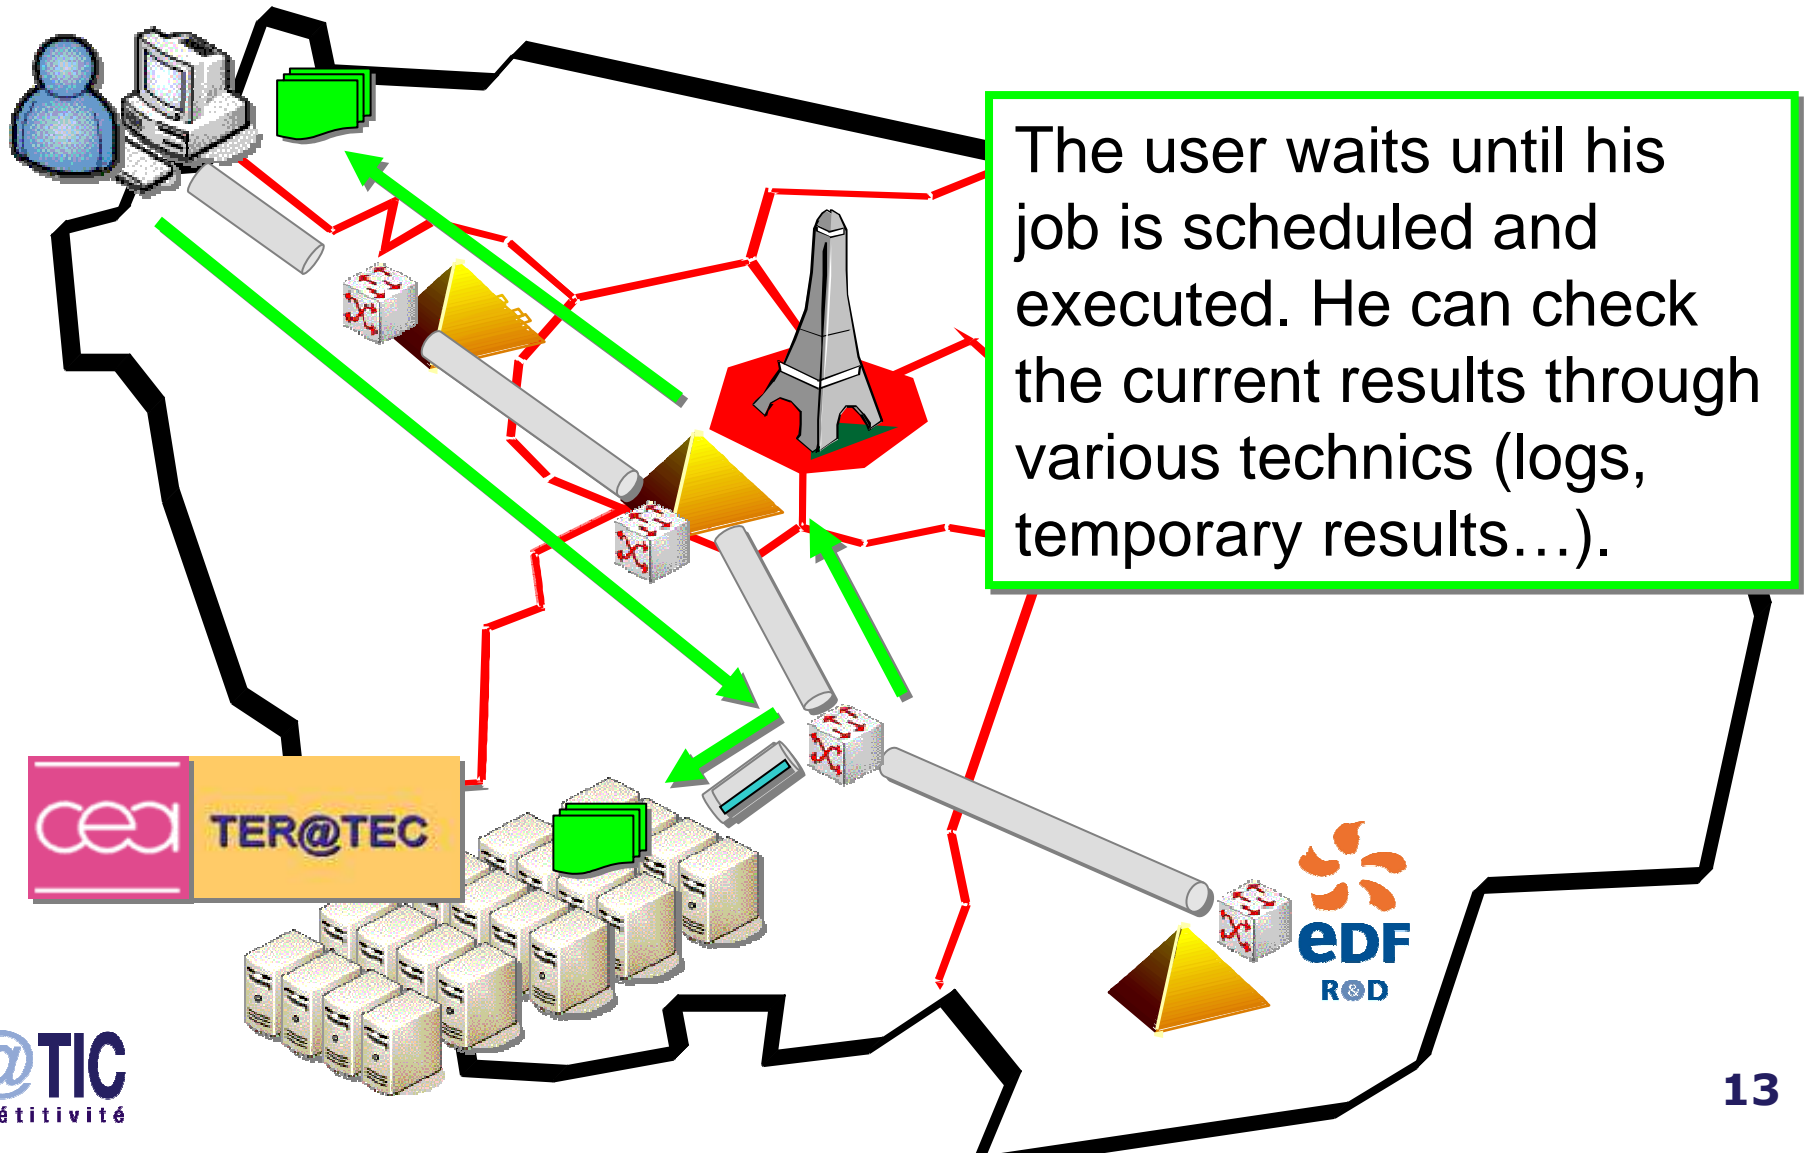 The user waits until his
job is scheduled and
executed. He can check
the current results through
various technics (logs,
temporary results…).
cea
TER@TEC
eDF
R&D
@TIC
étitivité
13